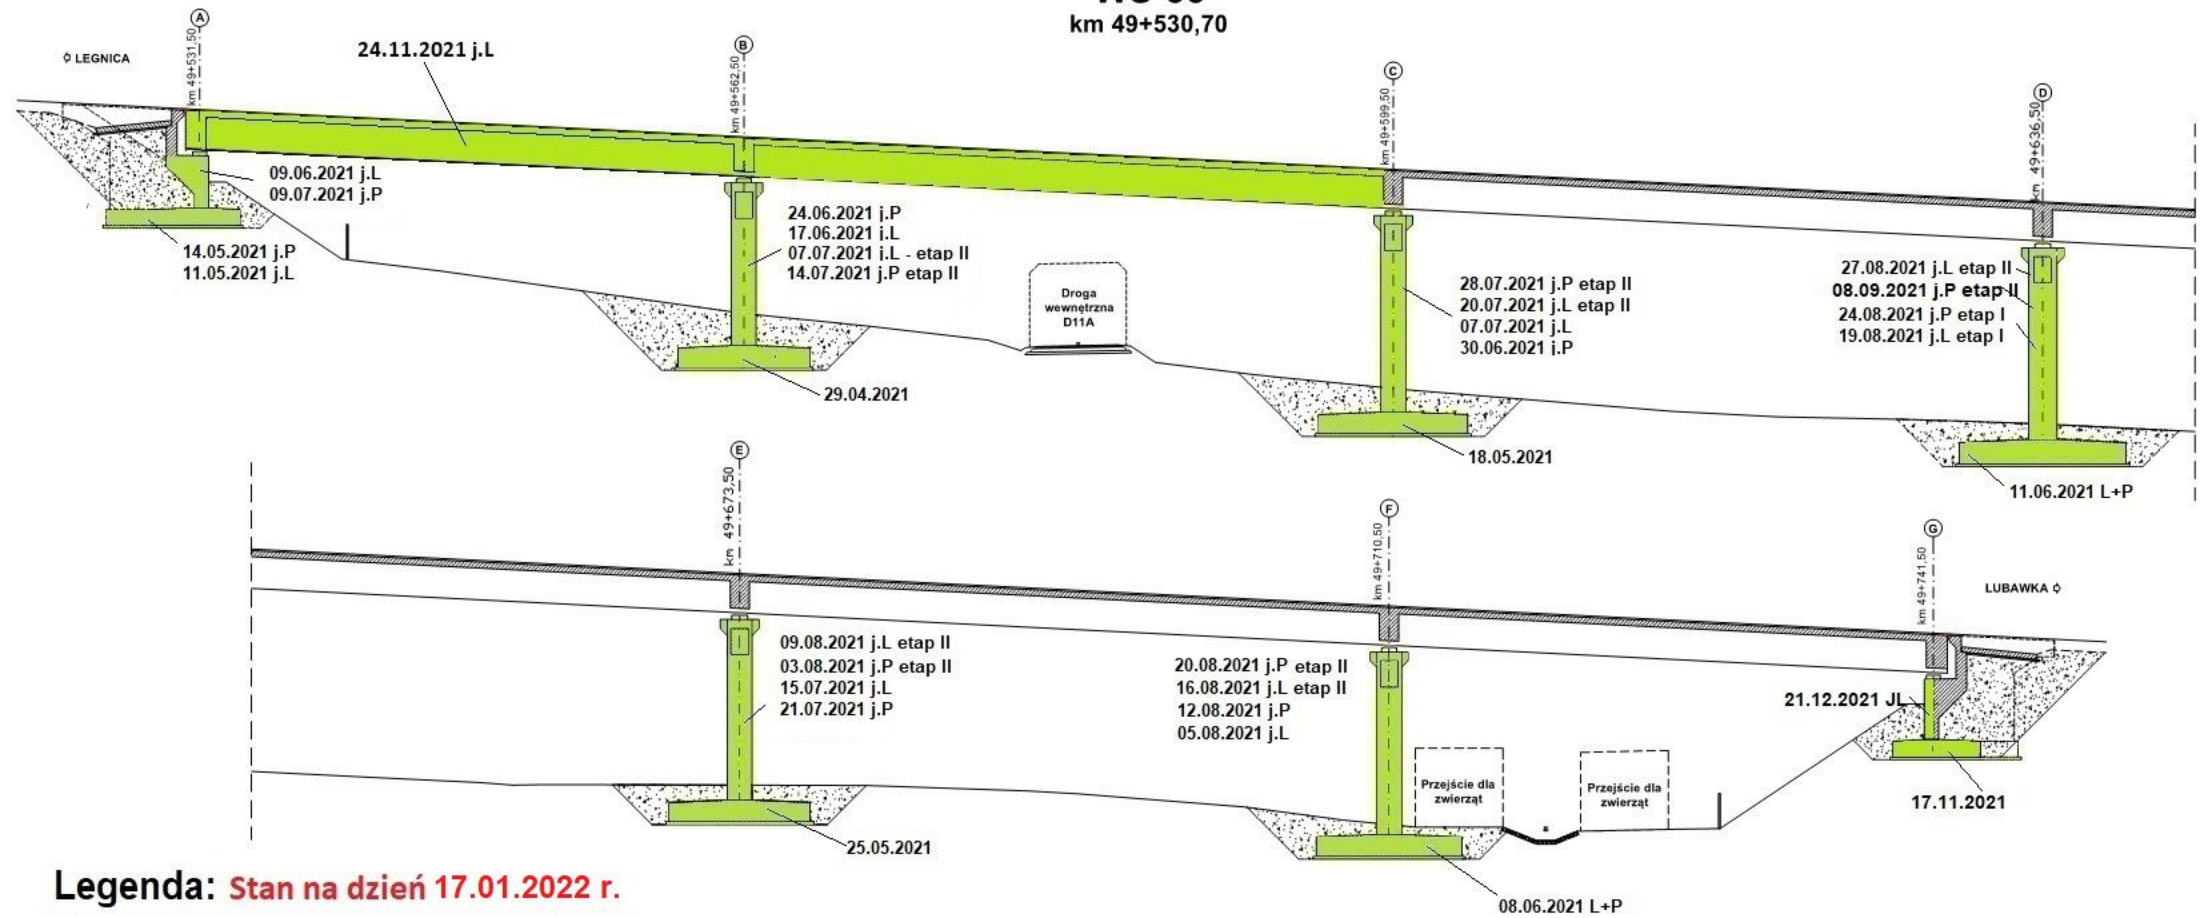 km 49+530,70
A
B
C
D
km 49+531,50
km 49+562,50
km 49+599,50
km 49+636,50
LEGNICA
24.11.2021 j.L
09.06.2021 j.L
09.07.2021 j.P
14.05.2021 j.P
11.05.2021 j.L
24.06.2021 j.P
17.06.2021 j.L
07.07.2021 j.L - etap II
14.07.2021 j.P etap II
29.04.2021
Droga
wewnętrzna
D11A
28.07.2021 j.P etap II
20.07.2021 j.L etap II
07.07.2021 j.L
30.06.2021 j.P
18.05.2021
27.08.2021 j.L etap II
08.09.2021 j.P etap II
24.08.2021 j.P etap I
19.08.2021 j.L etap I
11.06.2021 L+P
E
F
G
km 49+673,50
km 49+710,50
km 49+741,50
LUBAWKA
09.08.2021 j.L etap II
03.08.2021 j.P etap II
15.07.2021 j.L
21.07.2021 j.P
25.05.2021
20.08.2021 j.P etap II
16.08.2021 j.L etap II
12.08.2021 j.P
05.08.2021 j.L
Przejście dla
zwierząt
Przejście dla
zwierząt
21.12.2021 JL
17.11.2021
08.06.2021 L+P
Legenda: Stan na dzień 17.01.2022 r.